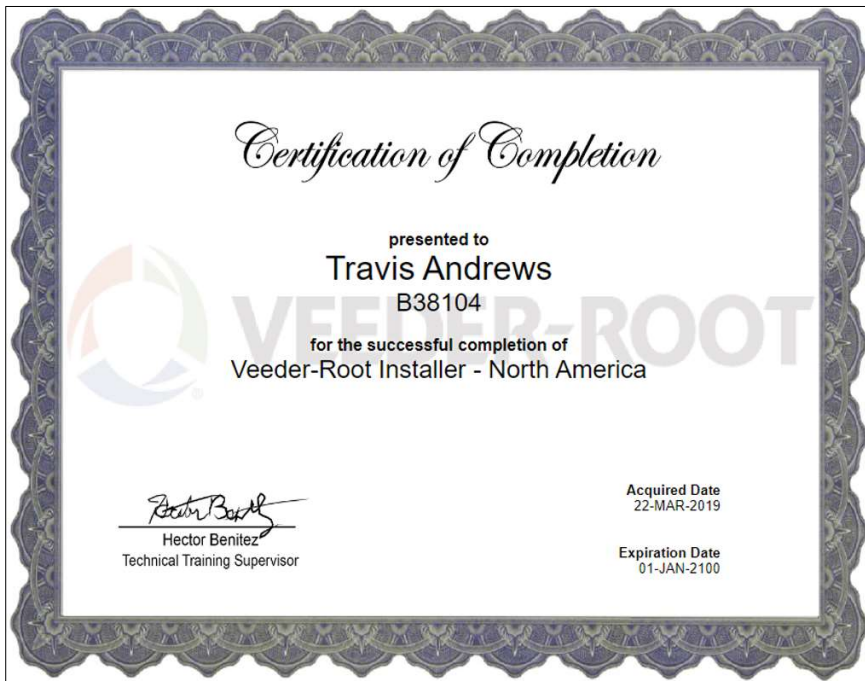 Certification of Completion
presented to
Travis Andrews
B38104
VEEDER-ROOT
for the successful completion of
Veeder-Root Installer - North America
Hector Benitez
Technical Training Supervisor
Acquired Date
22-MAR-2019
Expiration Date
01-JAN-2100